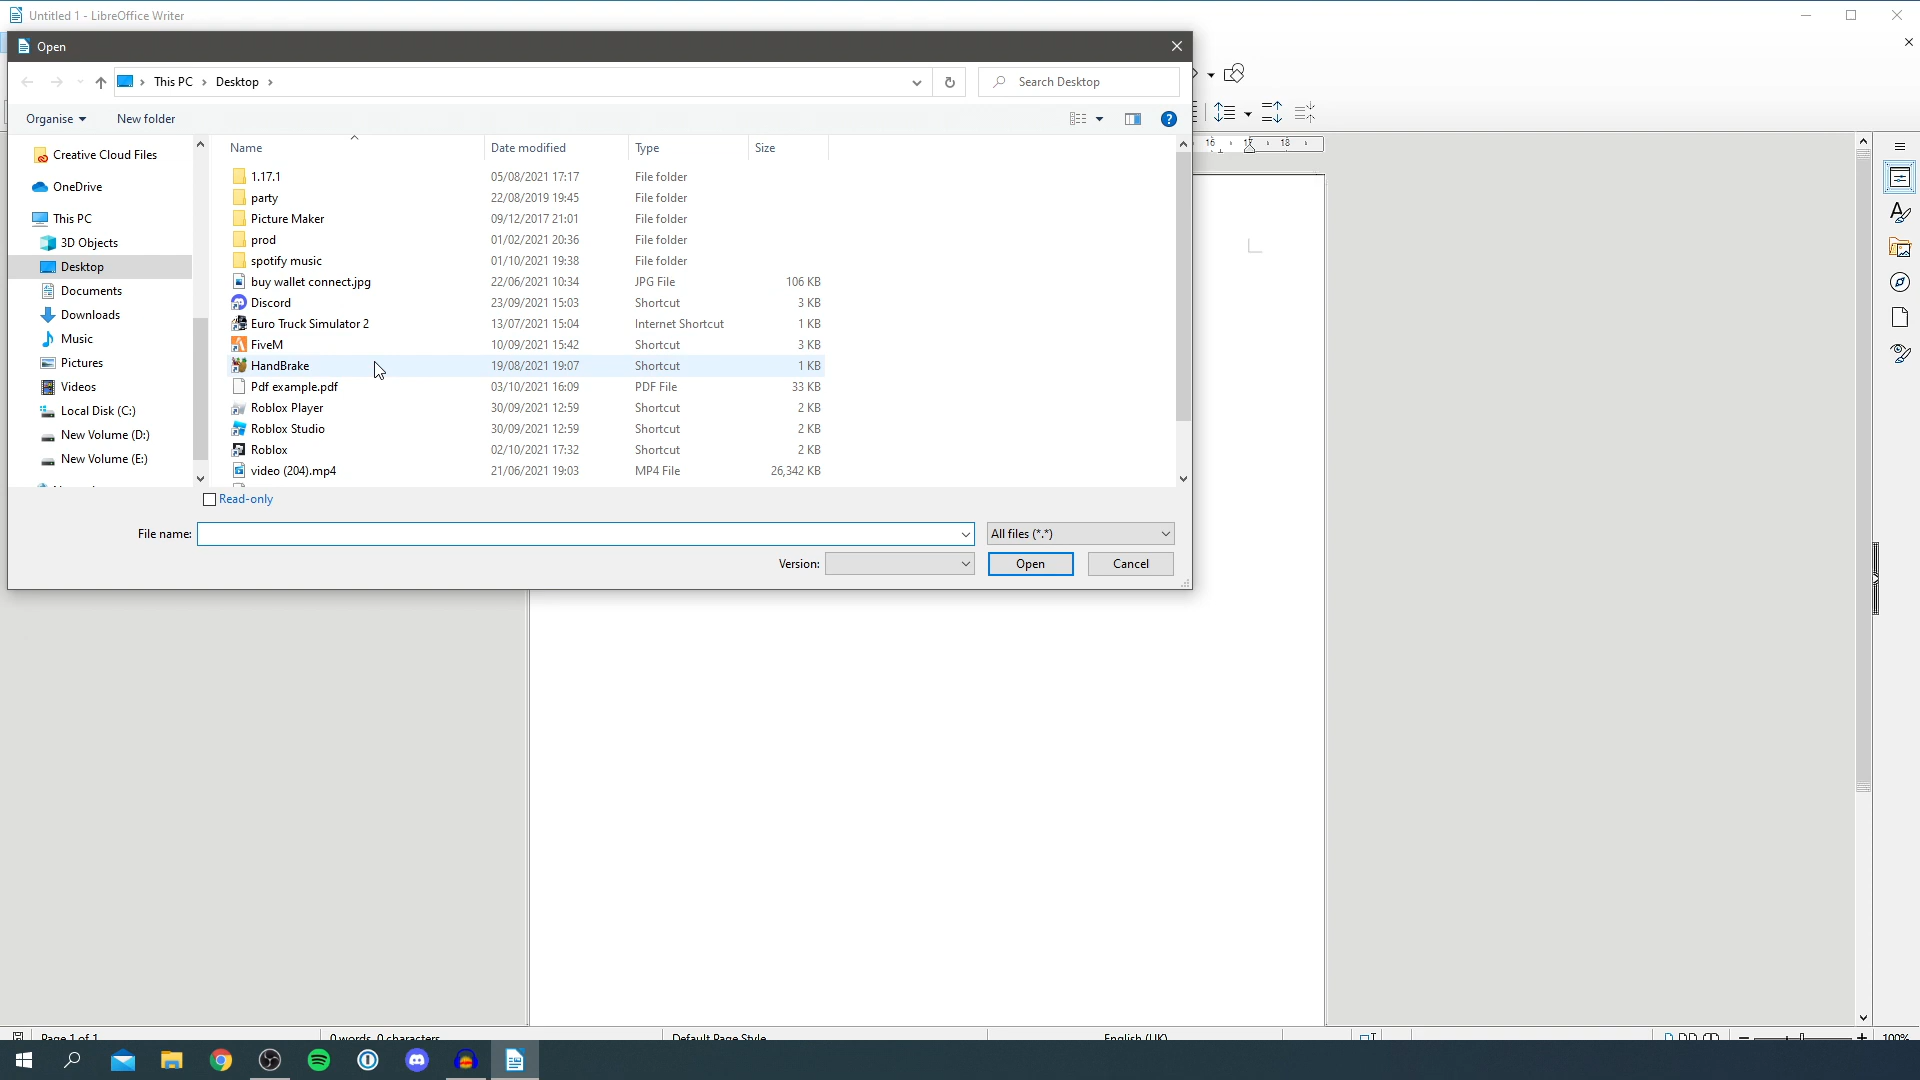 Untitled 1 - LibreOffice Writer
Open
This PC > Desktop >
Search Desktop
Organise
New folder
Creative Cloud Files
OneDrive
This PC
3D Objects
Desktop
Documents
Downloads
Music
Pictures
Videos
Local Disk (C:)
New Volume (D:)
New Volume (E:)
Name Date modified Type Size
1.17.1 05/08/2021 17:17 File folder
party 22/08/2019 19:45 File folder
Picture Maker 09/12/2017 21:01 File folder
prod 01/02/2021 20:36 File folder
spotify music 01/10/2021 19:38 File folder
buy wallet connect.jpg 22/06/2021 10:34 JPG File 106 KB
Discord 23/09/2021 15:03 Shortcut 3 KB
Euro Truck Simulator 2 13/07/2021 15:04 Internet Shortcut 1 KB
FiveM 10/09/2021 15:42 Shortcut 3 KB
HandBrake 19/08/2021 19:07 Shortcut 1 KB
Pdf example.pdf 03/10/2021 16:09 PDF File 33 KB
Roblox Player 30/09/2021 12:59 Shortcut 2 KB
Roblox Studio 30/09/2021 12:59 Shortcut 2 KB
Roblox 02/10/2021 17:32 Shortcut 2 KB
video (204).mp4 21/06/2021 19:03 MP4 File 26,342 KB
Read-only
File name:
All files (*.*)
Version:
Open
Cancel
16 17 18
Page 1 of 1
0 words, 0 characters
Default Page Style
English (UK)
100%